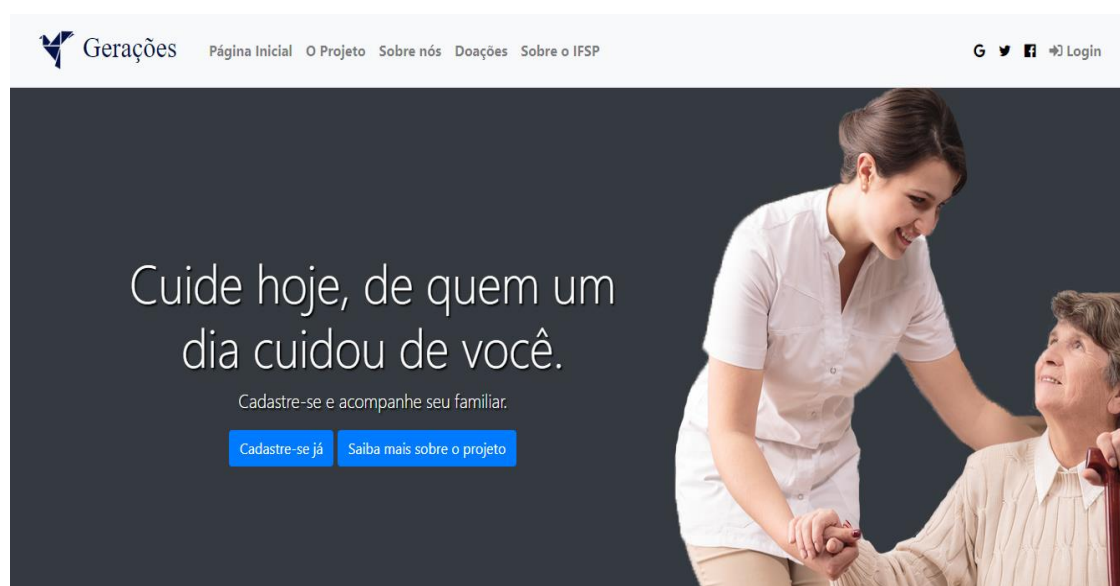 Gerações Página Inicial O Projeto Sobre nós Doações Sobre o IFSP Login
Cuide hoje, de quem um
dia cuidou de você.
Cadastre-se e acompanhe seu familiar.
Cadastre-se já Saiba mais sobre o projeto